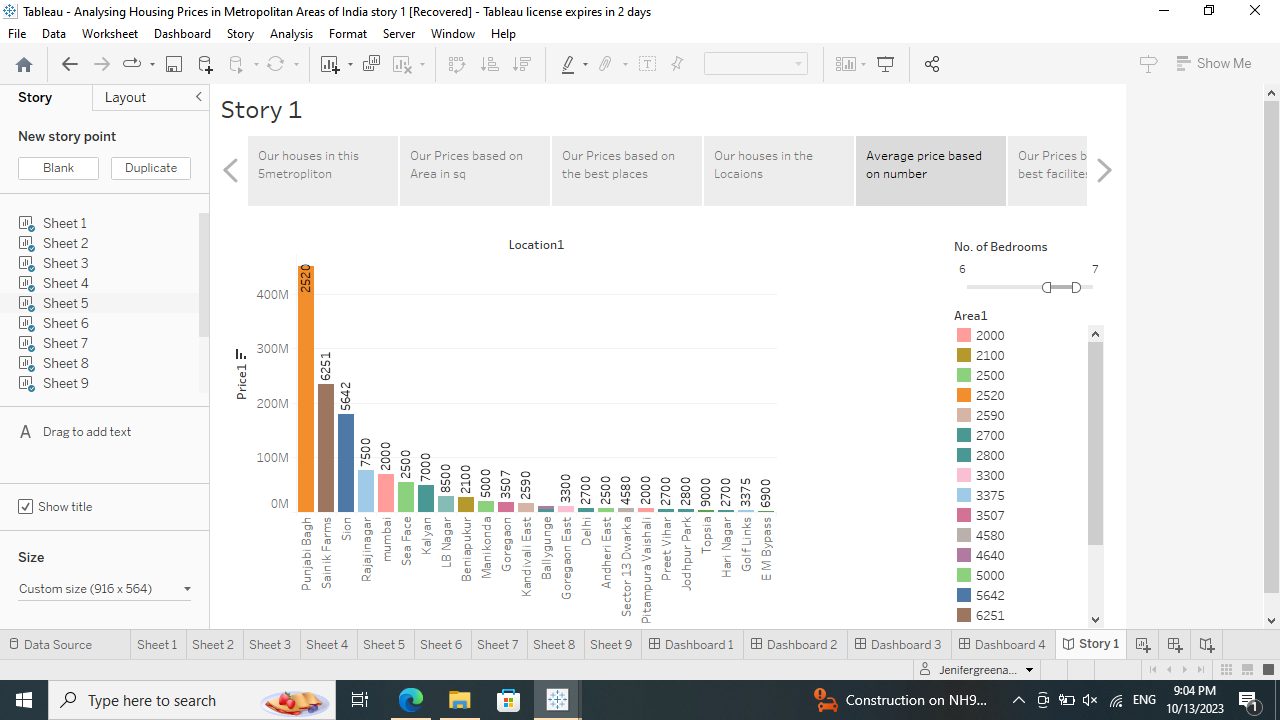 Tableau - Analysing Housing Prices in Metropolitan Areas of India story 1 [Recovered] - Tableau license expires in 2 days
File Data Worksheet Dashboard Story Analysis Format Server Window Help
Show Me
Story Layout
New story point
Blank Duplicate
Sheet 1
Sheet 2
Sheet 3
Sheet 4
Sheet 5
Sheet 6
Sheet 7
Sheet 8
Sheet 9
A Drag to add text
Show title
Size
Custom size (916 x 564)
Story 1
Our houses in this
5metropliton
Our Prices based on
Area in sq
Our Prices based on
the best places
Our houses in the
Locaions
Average price based
on number
Our Prices b
best facilites
Location1
Price1
400M
300M
200M
100M
0M
2520
6251
5642
7500
2000
2500
7000
8500
2100
5000
3507
2590
3300
2700
2500
4580
2000
2700
2800
9000
2700
3375
6900
Punjabi Bagh
Sainik Farms
Son
Rajajinagar
mumbai
Sea Face
Kalyan
LB Nagar
Beniapukur
Manikonda
Goregaon
Kandivali East
Ballygunge
Goregaon East
Delhi
Andheri East
Sector 13 Dwarka
Pitampura Vaishali
Preet Vihar
Jodhpur Park
Topsia
Hari Nagar
Golf Links
E M Bypass
No. of Bedrooms
6 7
Area1
2000
2100
2500
2520
2590
2700
2800
3300
3375
3507
4580
4640
5000
5642
6251
Data Source Sheet 1 Sheet 2 Sheet 3 Sheet 4 Sheet 5 Sheet 6 Sheet 7 Sheet 8 Sheet 9 Dashboard 1 Dashboard 2 Dashboard 3 Dashboard 4 Story 1
Jenifergreena...
Type here to search
Construction on NH9...
ENG
9:04 PM
10/13/2023
1